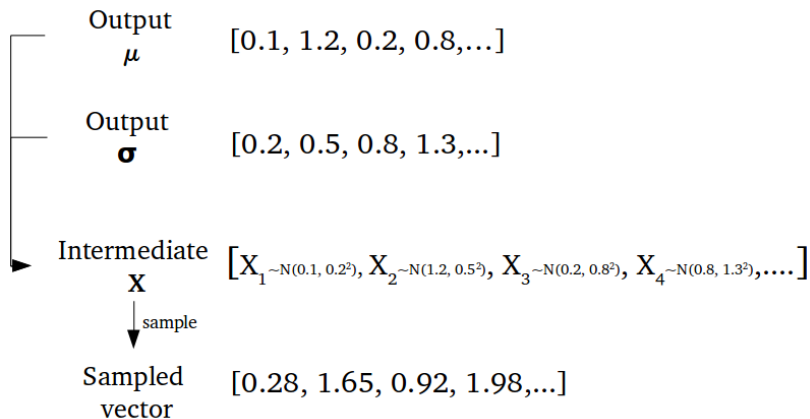 Output
μ
[0.1, 1.2, 0.2, 0.8,...]
Output
σ
[0.2, 0.5, 0.8, 1.3,...]
Intermediate
X
[X₁~N(0.1, 0.2²), X₂~N(1.2, 0.5²), X₃~N(0.2, 0.8²), X₄~N(0.8, 1.3²),....]
sample
Sampled
vector
[0.28, 1.65, 0.92, 1.98,...]